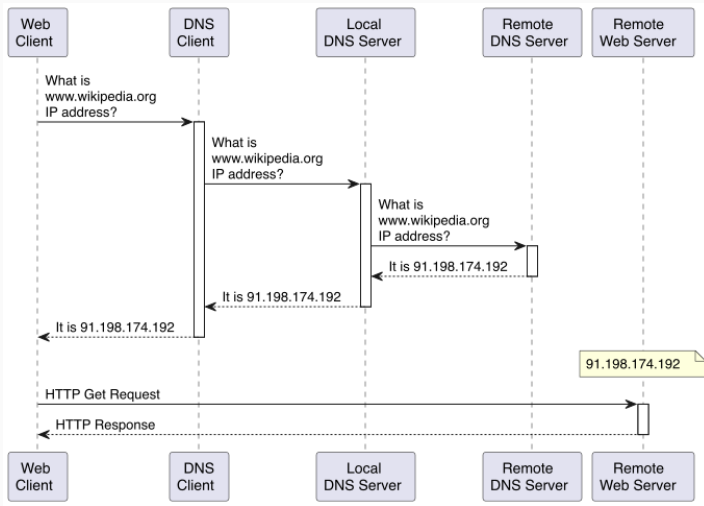 Web
Client
DNS
Client
Local
DNS Server
Remote
DNS Server
Remote
Web Server
What is
www.wikipedia.org
IP address?
What is
www.wikipedia.org
IP address?
What is
www.wikipedia.org
IP address?
It is 91.198.174.192
It is 91.198.174.192
It is 91.198.174.192
91.198.174.192
HTTP Get Request
HTTP Response
Web
Client
DNS
Client
Local
DNS Server
Remote
DNS Server
Remote
Web Server